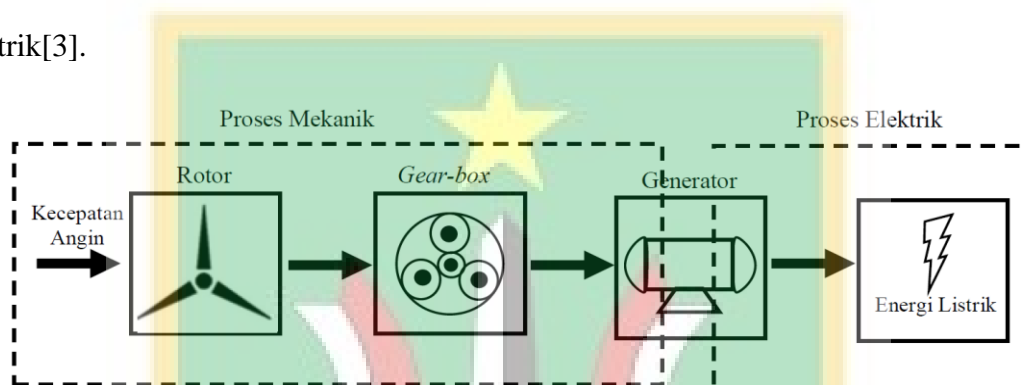 trik[3].
Proses Mekanik
Proses Elektrik
Rotor
Gear-box
Generator
Kecepatan
Angin
Energi Listrik